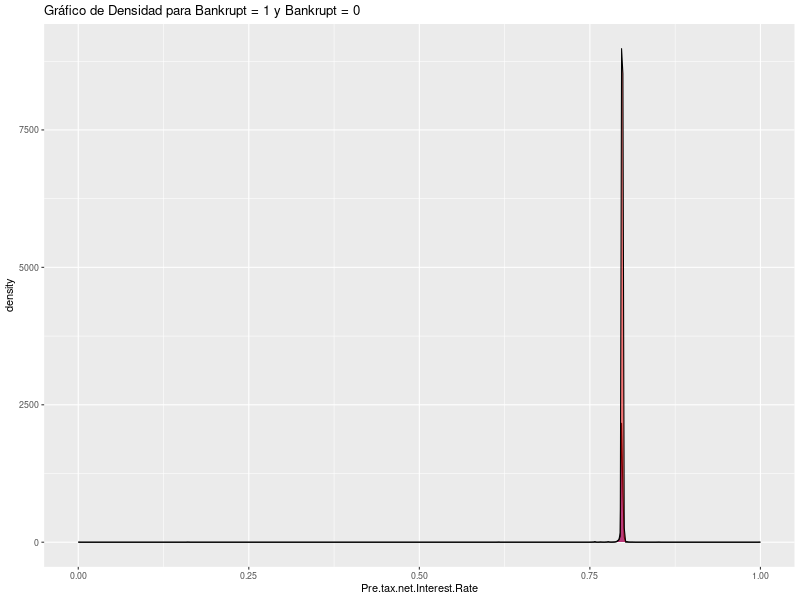 Gráfico de Densidad para Bankrupt = 1 y Bankrupt = 0
7500
5000
density
2500
0
0.00 0.25 0.50 0.75 1.00
Pre.tax.net.Interest.Rate